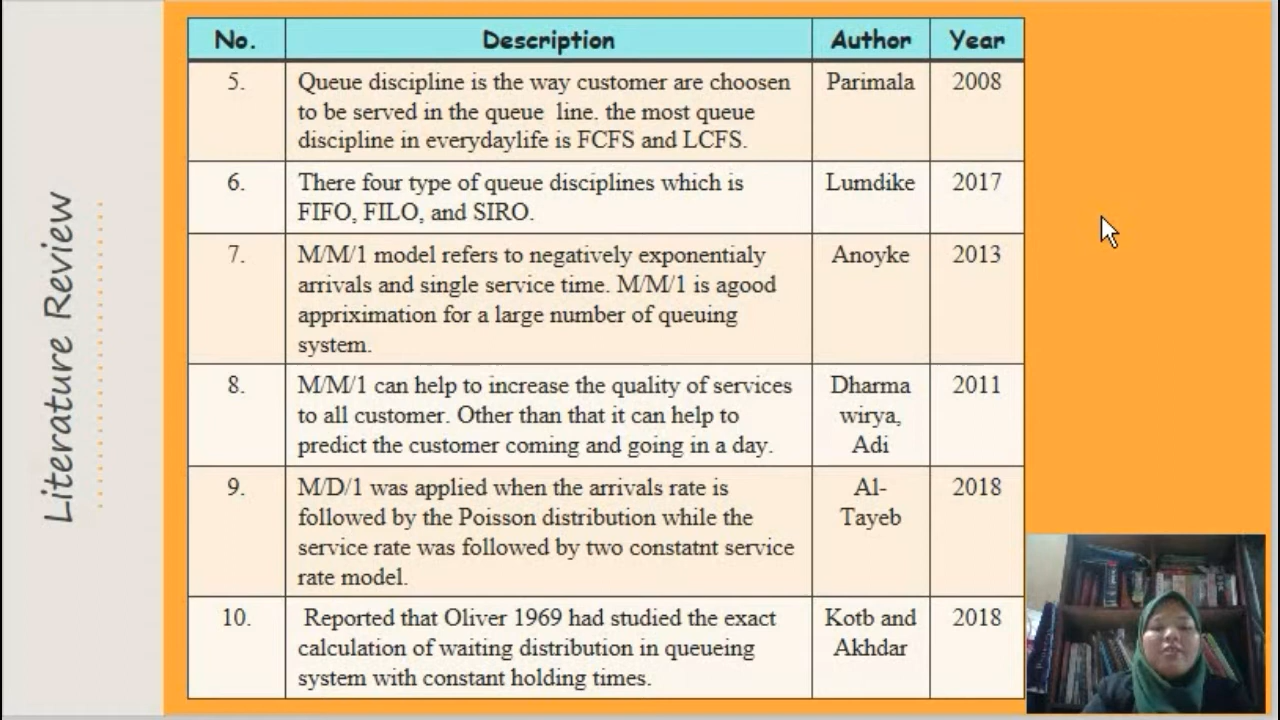 Literature Review
No. Description Author Year
5. Queue discipline is the way customer are choosen Parimala 2008
to be served in the queue line. the most queue
discipline in everydaylife is FCFS and LCFS.
6. There four type of queue disciplines which is Lumdike 2017
FIFO, FILO, and SIRO.
7. M/M/1 model refers to negatively exponentialy Anoyke 2013
arrivals and single service time. M/M/1 is agood
appriximation for a large number of queuing
system.
8. M/M/1 can help to increase the quality of services Dharma 2011
to all customer. Other than that it can help to wirya,
predict the customer coming and going in a day. Adi
9. M/D/1 was applied when the arrivals rate is Al- 2018
followed by the Poisson distribution while the Tayeb
service rate was followed by two constatnt service
rate model.
10. Reported that Oliver 1969 had studied the exact Kotb and 2018
calculation of waiting distribution in queueing Akhdar
system with constant holding times.